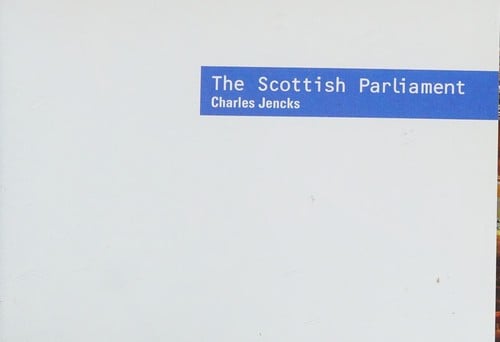 The Scottish Parliament
Charles Jencks